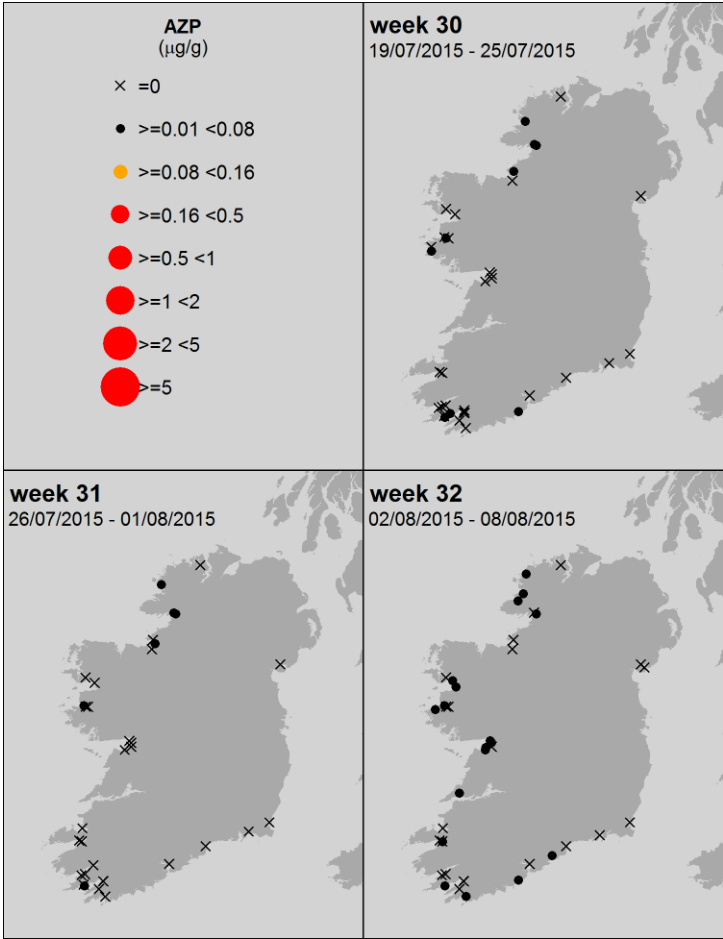 AZP
(μg/g)
=0
>=0.01 <0.08
>=0.08 <0.16
>=0.16 <0.5
>=0.5 <1
>=1 <2
>=2 <5
>=5
week 30
19/07/2015 - 25/07/2015
week 31
26/07/2015 - 01/08/2015
week 32
02/08/2015 - 08/08/2015